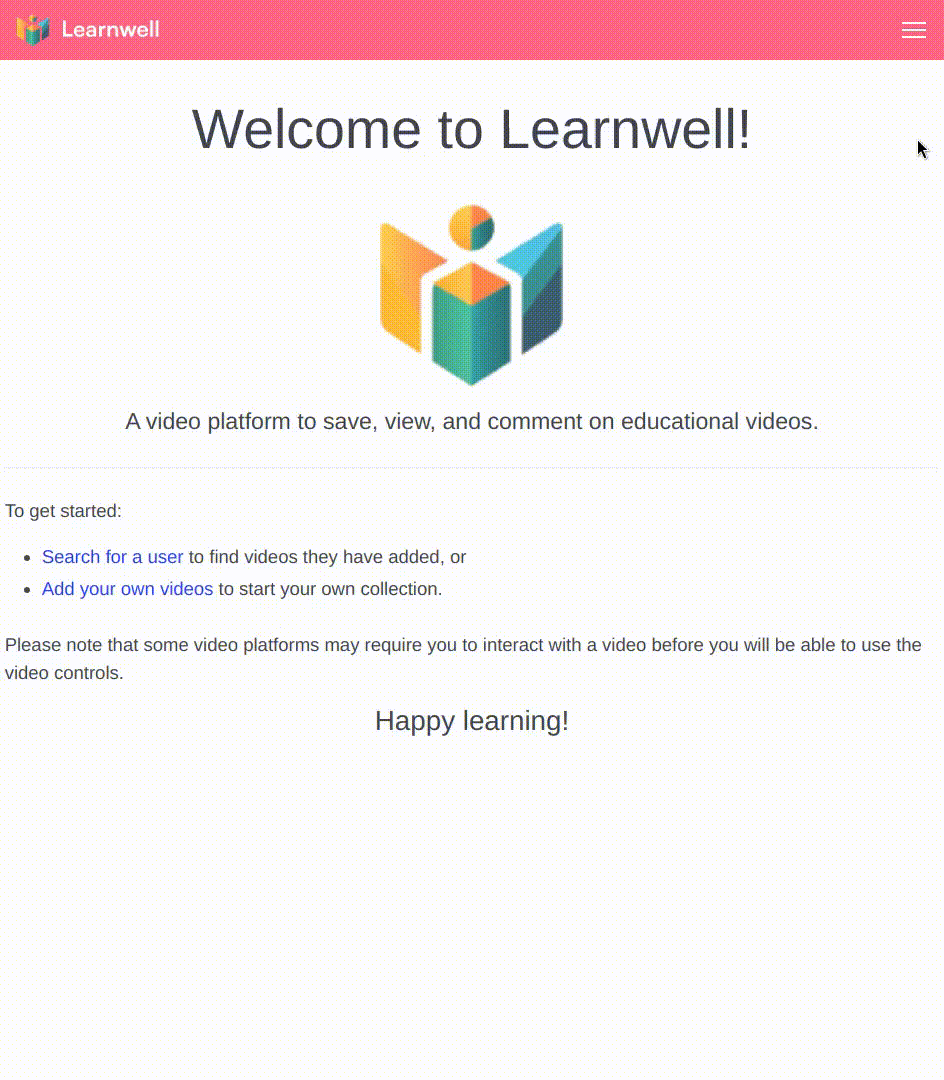 Learnwell
Welcome to Learnwell!
A video platform to save, view, and comment on educational videos.
To get started:
• Search for a user to find videos they have added, or
• Add your own videos to start your own collection.
Please note that some video platforms may require you to interact with a video before you will be able to use the
video controls.
Happy learning!